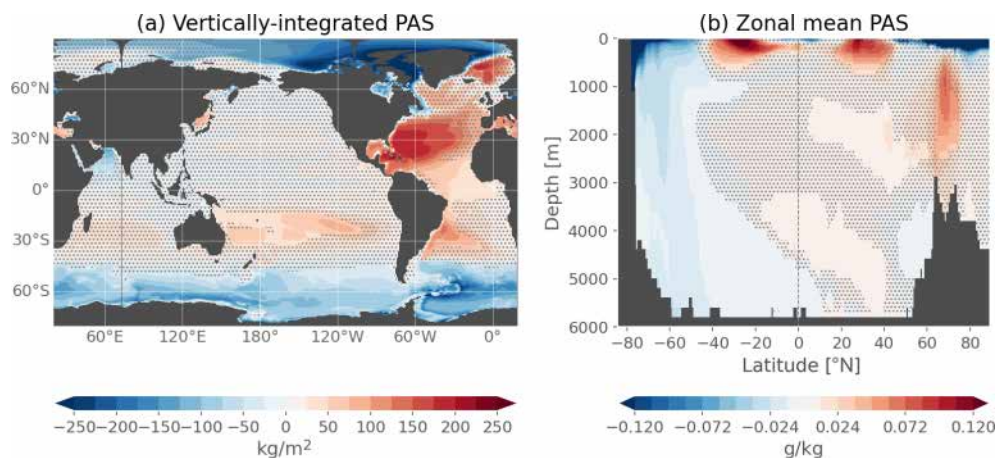 (a) Vertically-integrated PAS
60°N
30°N
0°
30°S
60°S
60°E 120°E 180° 120°W 60°W 0°
−250−200−150−100 −50 0 50 100 150 200 250
kg/m²
(b) Zonal mean PAS
Depth [m]
0
1000
2000
3000
4000
5000
6000
−80 −60 −40 −20 0 20 40 60 80
Latitude [°N]
−0.120 −0.072 −0.024 0.024 0.072 0.120
g/kg